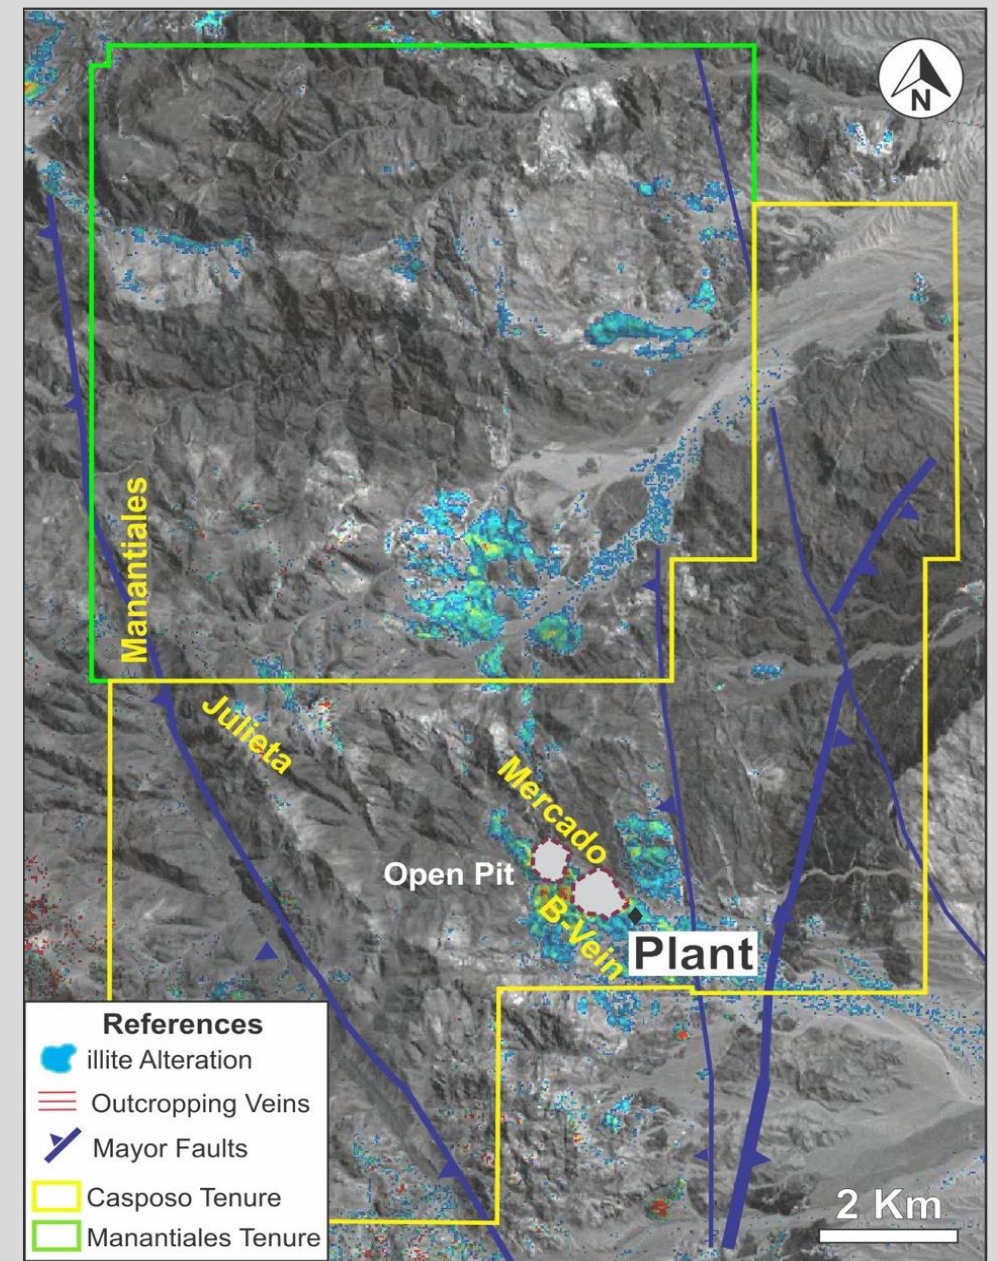 N
Manantiales
Julieta
Mercado
Open Pit
B-Vein
Plant
References
illite Alteration
Outcropping Veins
Mayor Faults
Casposo Tenure
Manantiales Tenure
2 Km